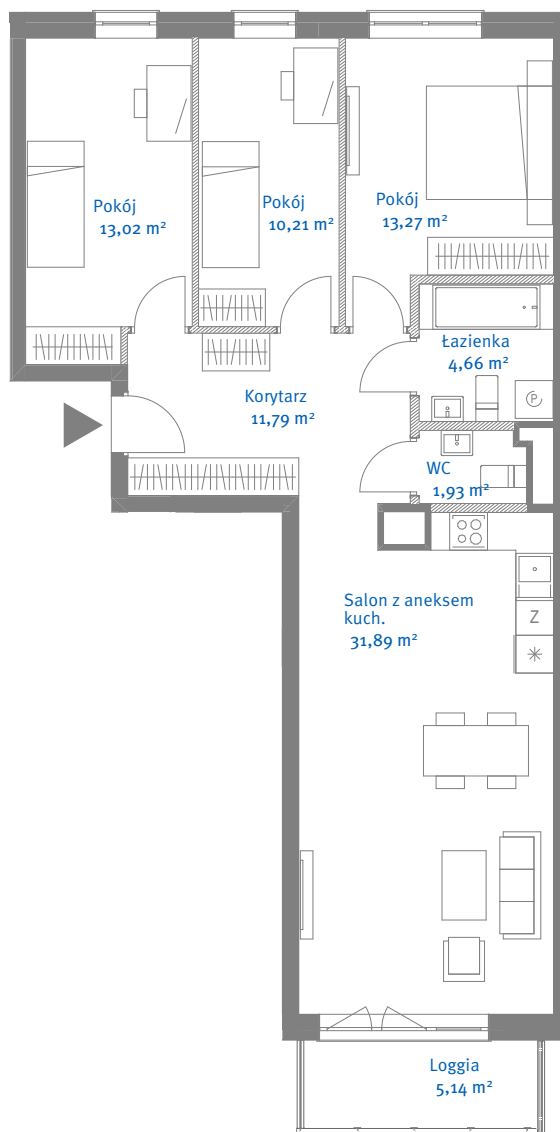 Pokój
13,02 m²
Pokój
10,21 m²
Pokój
13,27 m²
Łazienka
4,66 m²
P
Korytarz
11,79 m²
WC
1,93 m²
Salon z aneksem
kuch.
31,89 m²
Z
Loggia
5,14 m²